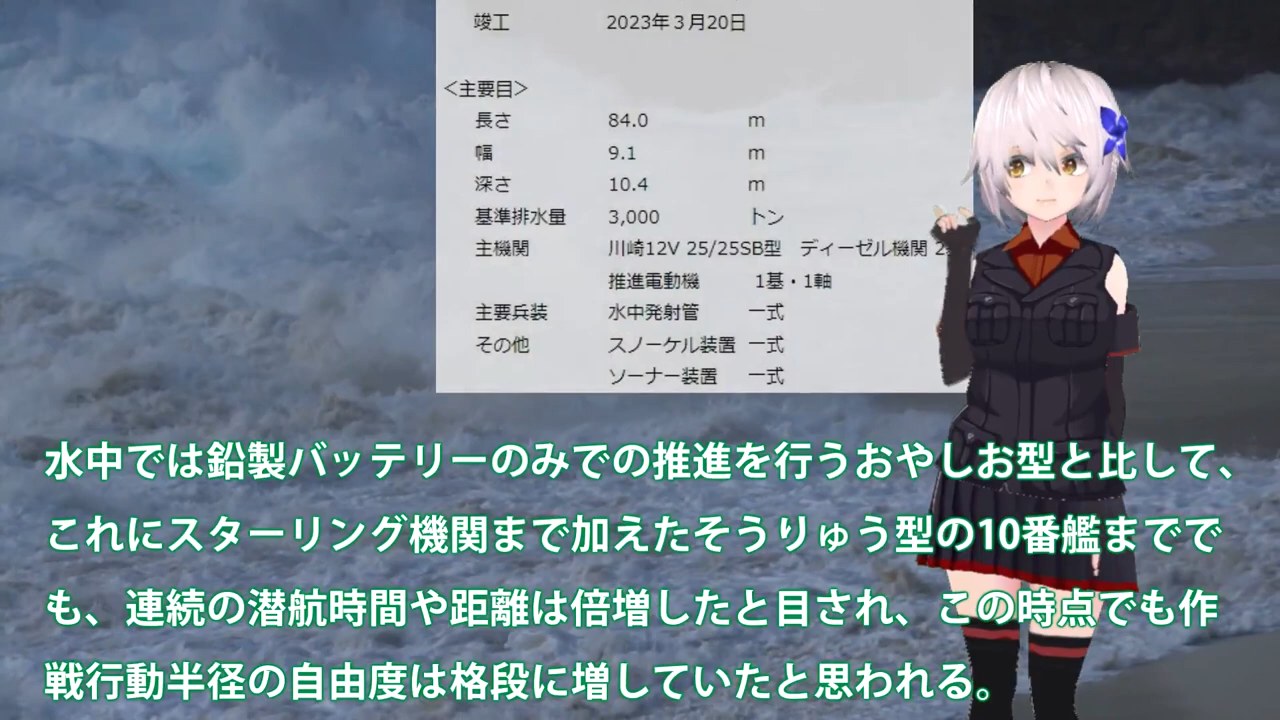 竣工 2023年３月20日
＜主要目＞
長さ 84.0 m
幅 9.1 m
深さ 10.4 m
基準排水量 3,000 トン
主機関 川崎12V 25/25SB型 ディーゼル機関 2
推進電動機 1基・1軸
主要兵装 水中発射管 一式
その他 スノーケル装置 一式
ソーナー装置 一式
水中では鉛製バッテリーのみでの推進を行うおやしお型と比して、
これにスターリング機関まで加えたそうりゅう型の10番艦までで
も、連続の潜航時間や距離は倍増したと目され、この時点でも作
戦行動半径の自由度は格段に増していたと思われる。